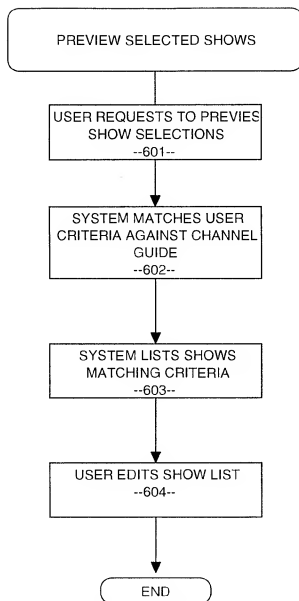 PREVIEW SELECTED SHOWS
USER REQUESTS TO PREVIES
SHOW SELECTIONS
--601--
SYSTEM MATCHES USER
CRITERIA AGAINST CHANNEL
GUIDE
--602--
SYSTEM LISTS SHOWS
MATCHING CRITERIA
--603--
USER EDITS SHOW LIST
--604--
END